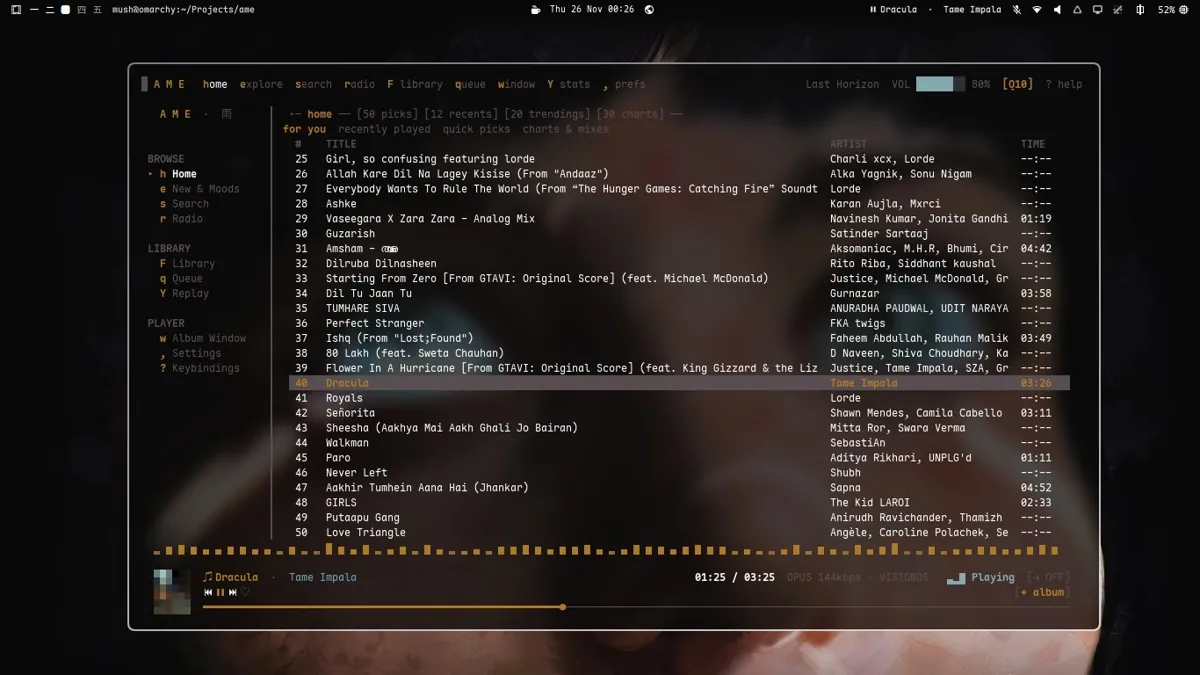 一 二 四 五 mush@omarchy:~/Projects/ame
Thu 26 Nov 00:26
Dracula · Tame Impala
52%
A M E home explore search radio F library queue window Y stats , prefs
Last Horizon VOL 80% [Q10] ? help
A M E · 雨
home — [50 picks] [12 recents] [20 trendings] [30 charts] —
for you recently played quick picks charts & mixes
# TITLE ARTIST TIME
BROWSE
h Home
e New & Moods
s Search
r Radio
LIBRARY
F Library
q Queue
Y Replay
PLAYER
w Album Window
, Settings
? Keybindings
25 Girl, so confusing featuring lorde Charli xcx, Lorde --:--
26 Allah Kare Dil Na Lagey Kisise (From "Andaaz") Alka Yagnik, Sonu Nigam --:--
27 Everybody Wants To Rule The World (From “The Hunger Games: Catching Fire” Soundt Lorde --:--
28 Ashke Karan Aujla, Mxrci --:--
29 Vaseegara X Zara Zara - Analog Mix Navinesh Kumar, Jonita Gandhi 01:19
30 Guzarish Satinder Sartaaj --:--
31 Amsham - Aksomaniac, M.H.R, Bhumi, Cir 04:42
32 Dilruba Dilnasheen Rito Riba, Siddhant kaushal --:--
33 Starting From Zero [From GTAVI: Original Score] (feat. Michael McDonald) Justice, Michael McDonald, Gr --:--
34 Dil Tu Jaan Tu Gurnazar 03:58
35 TUMHARE SIVA ANURADHA PAUDWAL, UDIT NARAYA --:--
36 Perfect Stranger FKA twigs --:--
37 Ishq (From "Lost;Found") Faheem Abdullah, Rauhan Malik 03:49
38 80 Lakh (feat. Sweta Chauhan) D Naveen, Shiva Choudhary, Ka --:--
39 Flower In A Hurricane [From GTAVI: Original Score] (feat. King Gizzard & the Liz Justice, Tame Impala, SZA, Gr --:--
40 Dracula Tame Impala 03:26
41 Royals Lorde --:--
42 Señorita Shawn Mendes, Camila Cabello 03:11
43 Sheesha (Aakhya Mai Aakh Ghali Jo Bairan) Mitta Ror, Swara Verma --:--
44 Walkman SebastiAn --:--
45 Paro Aditya Rikhari, UNPLG'd 01:11
46 Never Left Shubh --:--
47 Aakhir Tumhein Aana Hai (Jhankar) Sapna 04:52
48 GIRLS The Kid LAROI 02:33
49 Putaapu Gang Anirudh Ravichander, Thamizh --:--
50 Love Triangle Angèle, Caroline Polachek, Se --:--
Dracula · Tame Impala
01:25 / 03:25 OPUS 144kbps · VISIONOS Playing [→ OFF]
[+ album]